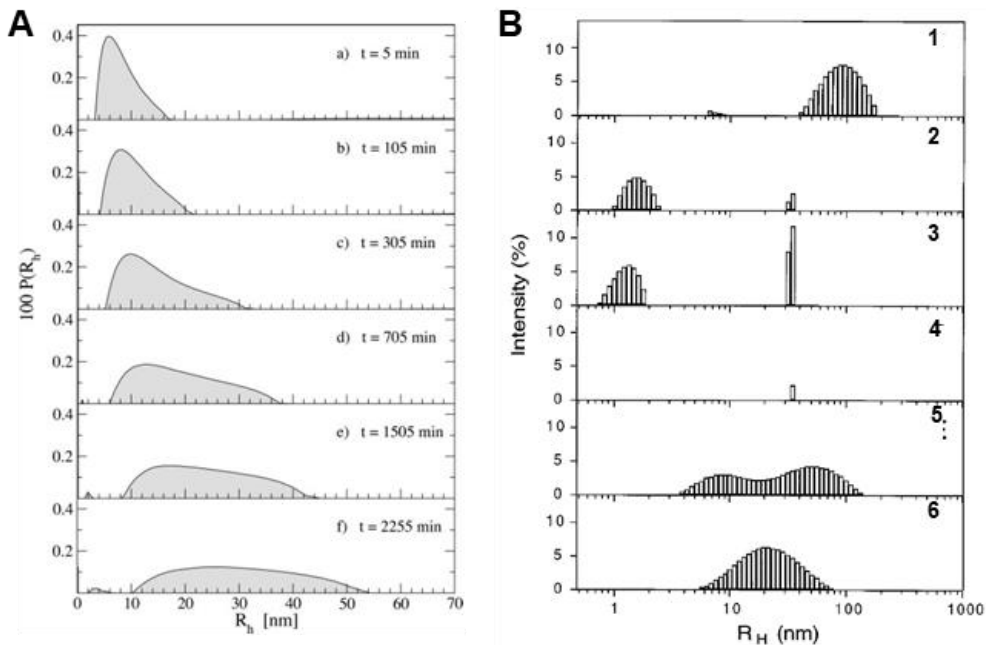 A
0.4
0.2
a) t = 5 min
0.4
0.2
b) t = 105 min
0.4
0.2
c) t = 305 min
0.4
0.2
d) t = 705 min
0.4
0.2
e) t = 1505 min
0.4
0.2
f) t = 2255 min
0 10 20 30 40 50 60 70
R_h [nm]
100 P(R_h)
B
10
5
0
1
10
5
0
2
10
5
0
3
10
5
0
4
10
5
0
5
10
5
0
6
1 10 100 1000
R_H (nm)
Intensity (%)